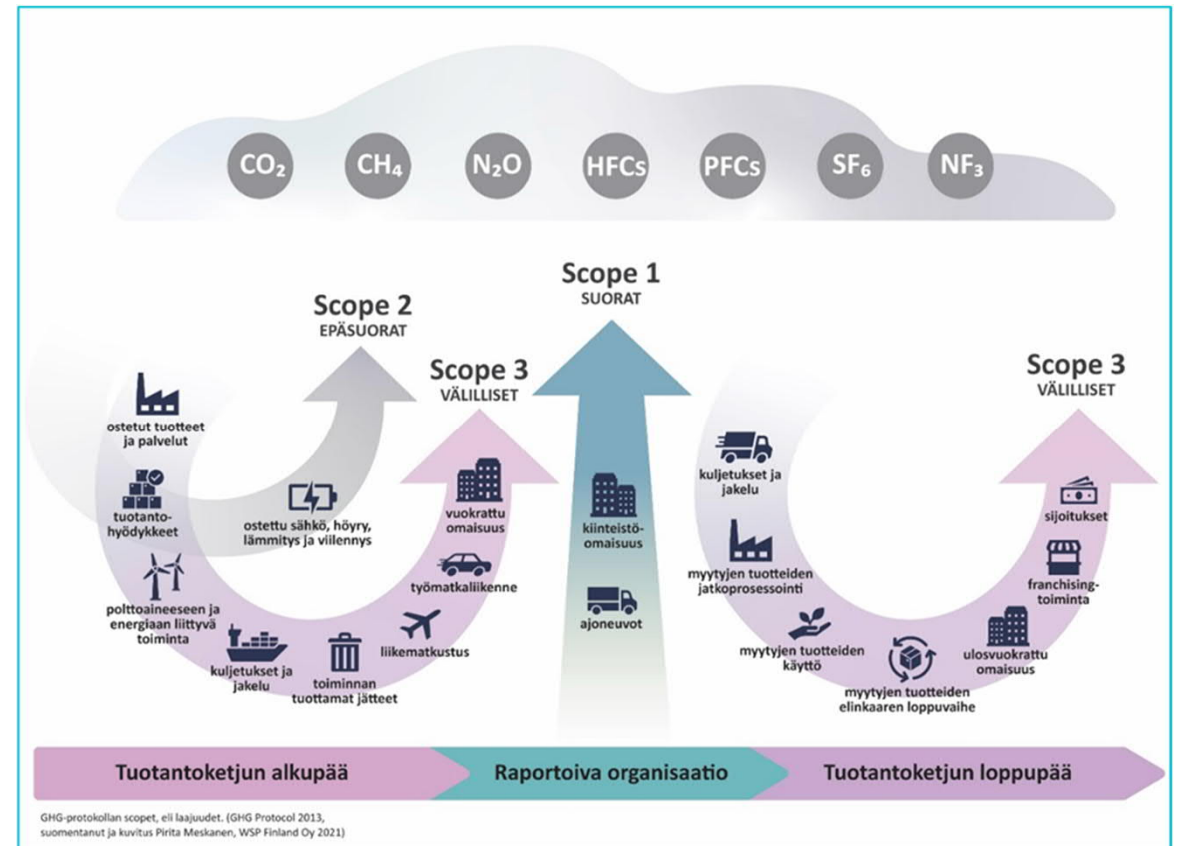 CO₂
CH₄
N₂O
HFCs
PFCs
SF₆
NF₃
Scope 2
EPÄSUORAT
Scope 3
VÄLILLISET
Scope 1
SUORAT
Scope 3
VÄLILLISET
ostetut tuotteet
ja palvelut
tuotanto-
hyödykkeet
polttoaineeseen ja
energiaan liittyvä
toiminta
kuljetukset ja
jakelu
toiminnan
tuottamat jätteet
liikematkustus
työmatkaliikenne
vuokrattu
omaisuus
ostettu sähkö, höyry,
lämmitys ja viilennys
kiinteistö-
omaisuus
ajoneuvot
kuljetukset ja
jakelu
myytyjen tuotteiden
jatkoprosessointi
myytyjen tuotteiden
käyttö
myytyjen tuotteiden
elinkaaren loppuvaihe
ulosvuokrattu
omaisuus
franchising-
toiminta
sijoitukset
Tuotantoketjun alkupää
Raportoiva organisaatio
Tuotantoketjun loppupää
GHG-protokollan scopet, eli laajuudet. (GHG Protocol 2013,
suomentanut ja kuvitus Pirita Meskanen, WSP Finland Oy 2021)